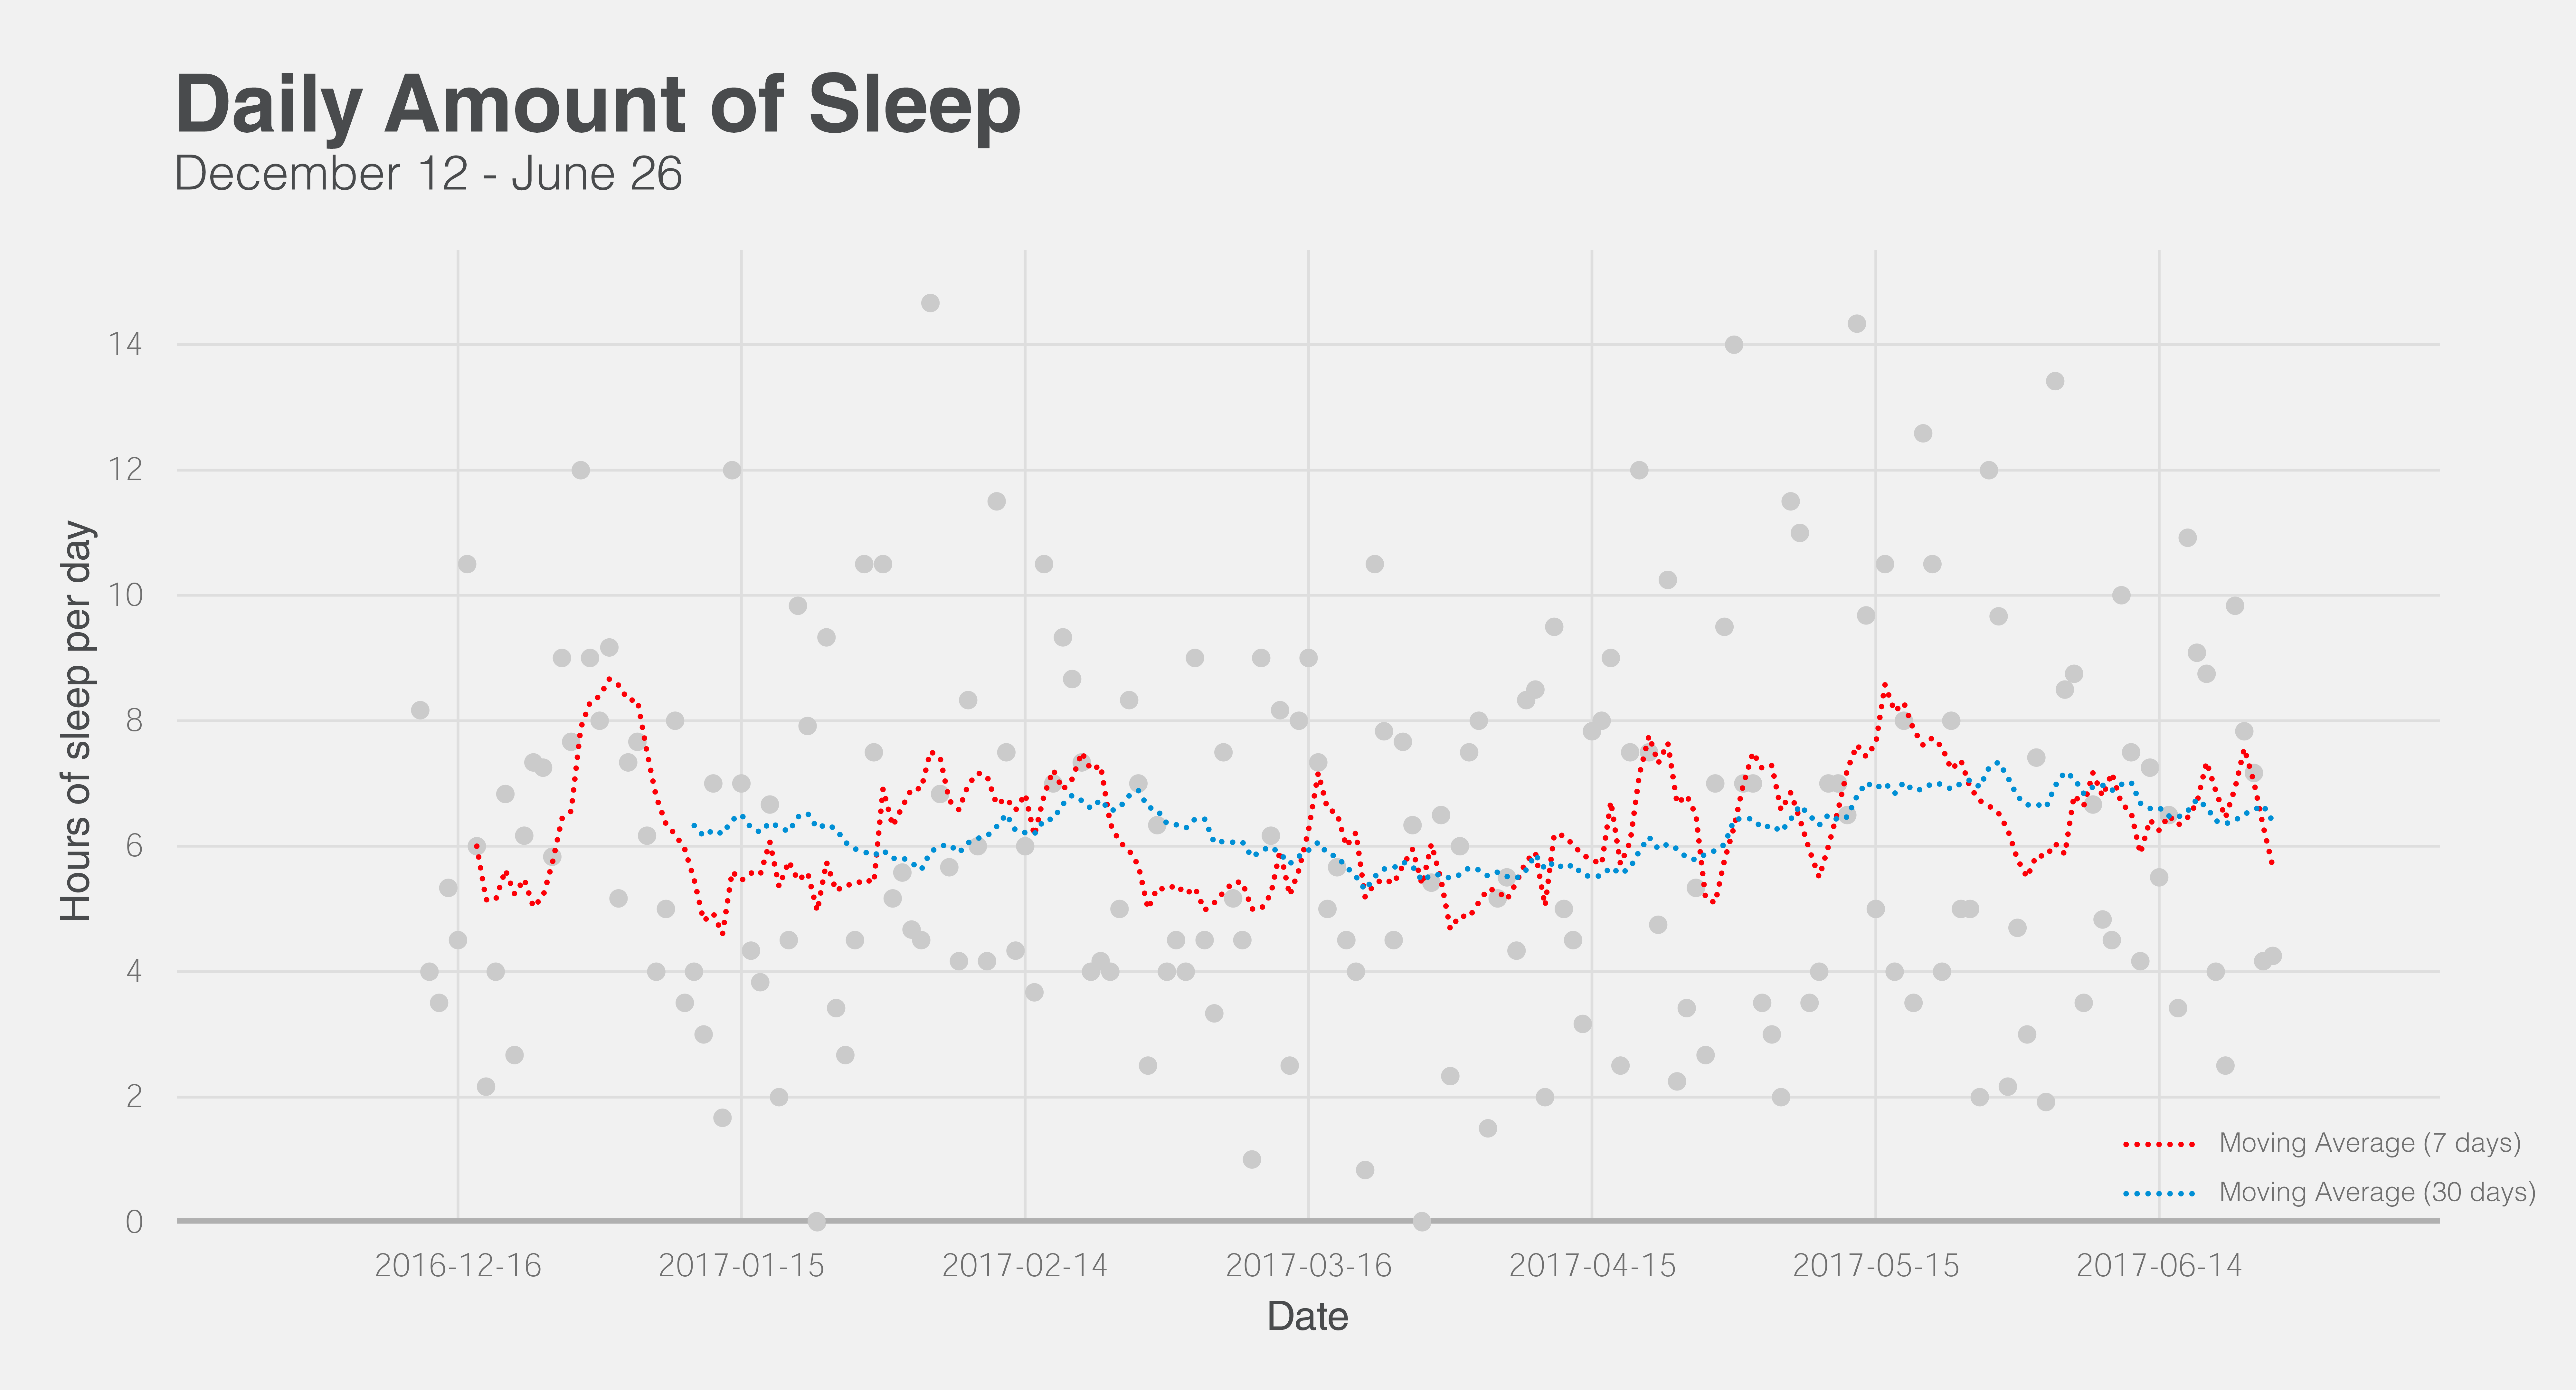 Daily Amount of Sleep
December 12 - June 26
Hours of sleep per day
14
12
10
8
6
4
2
0
Moving Average (7 days)
Moving Average (30 days)
2016-12-16
2017-01-15
2017-02-14
2017-03-16
2017-04-15
2017-05-15
2017-06-14
Date